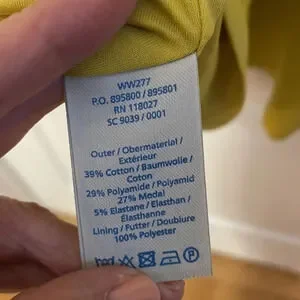 WW277
P.O. 895800 / 895801
RN 118027
SC 9039 / 0001
Outer / Obermaterial /
Extérieur
39% Cotton / Baumwolle /
Coton
29% Polyamide / Polyamid
27% Modal
5% Elastane / Elasthan /
Élasthanne
Lining / Futter / Doublure
100% Polyester